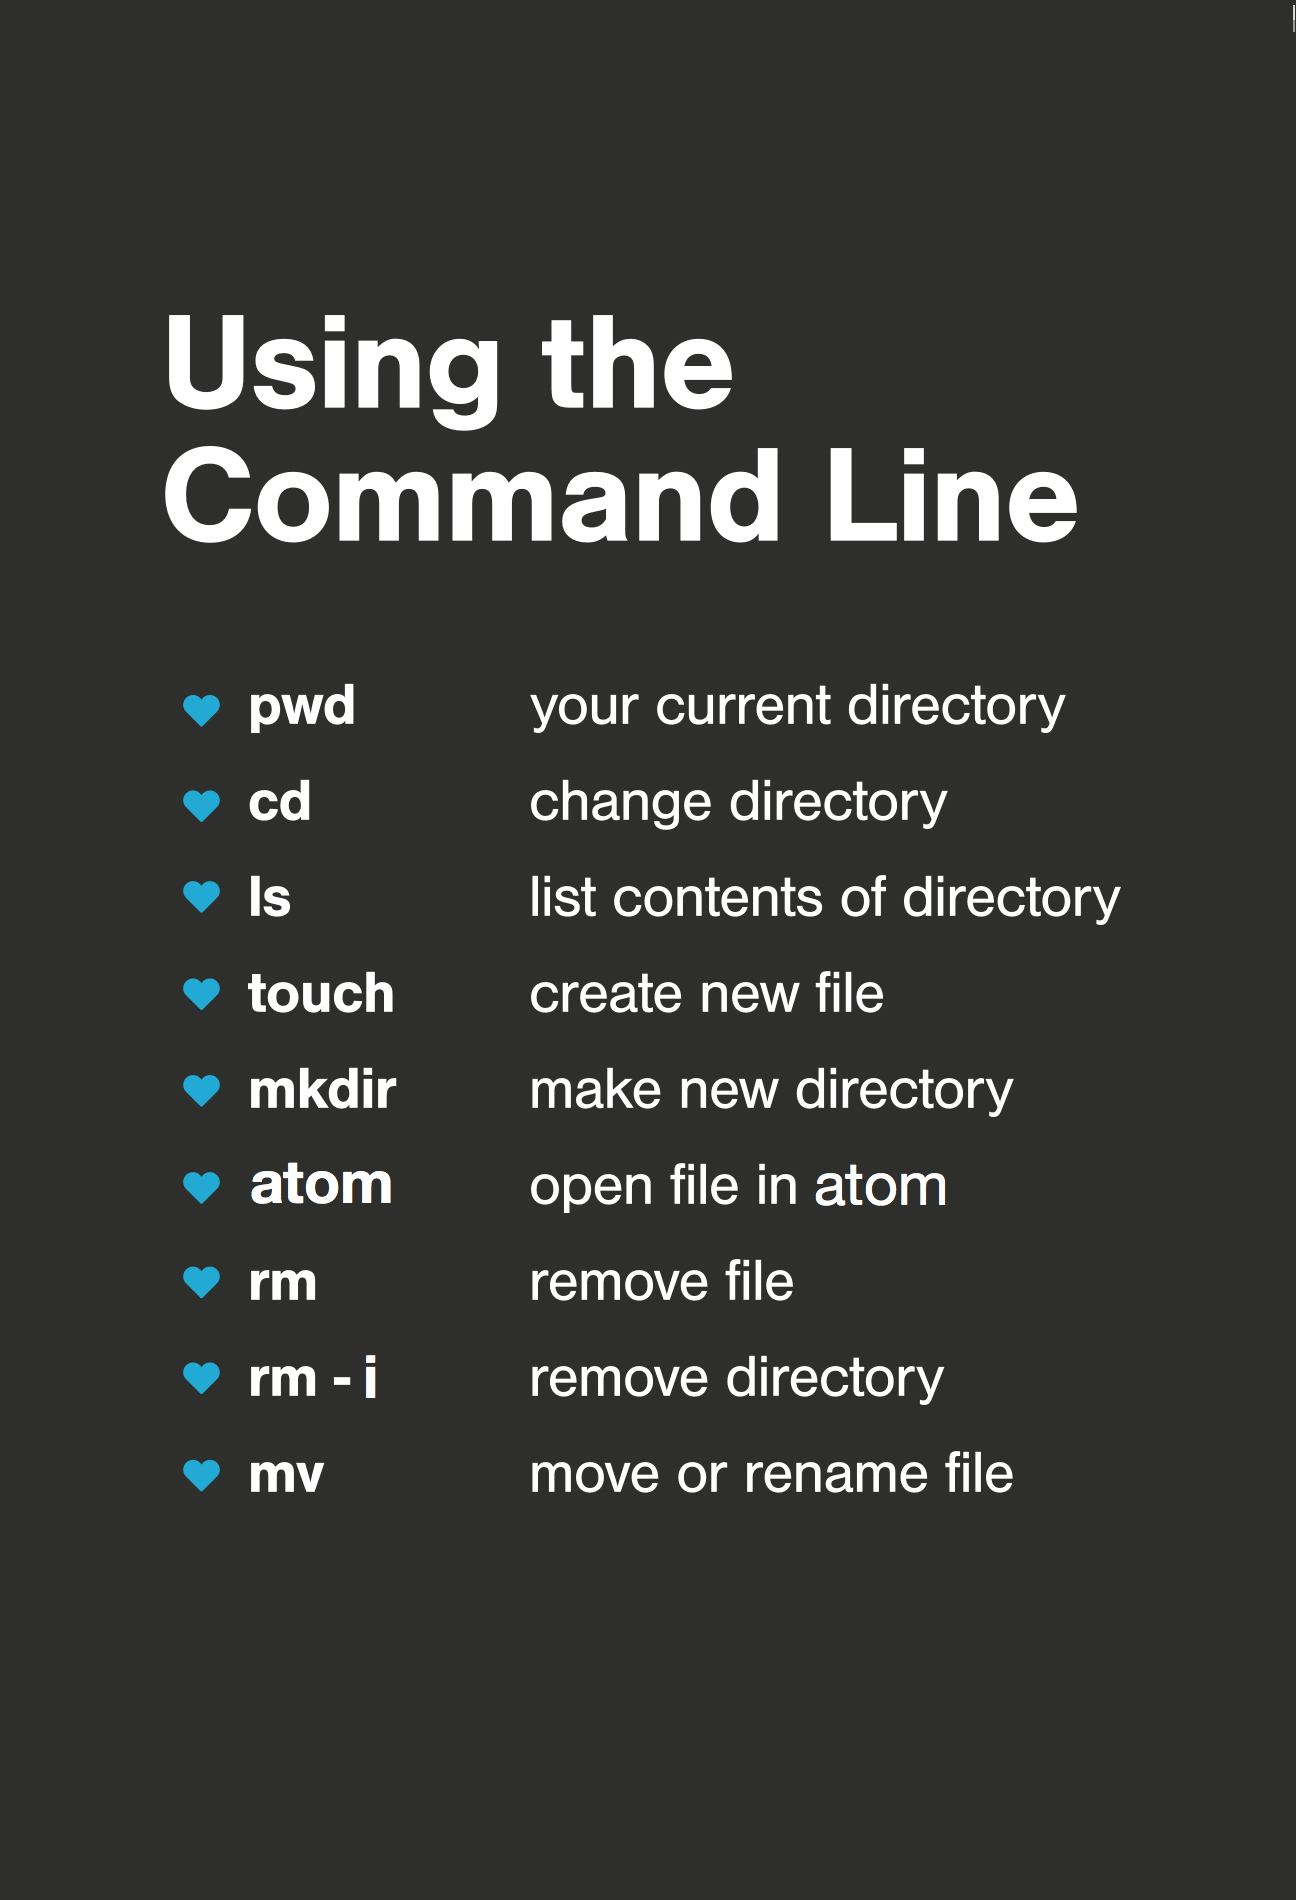 Using the
Command Line
pwd your current directory
cd change directory
ls list contents of directory
touch create new file
mkdir make new directory
atom open file in atom
rm remove file
rm - i remove directory
mv move or rename file